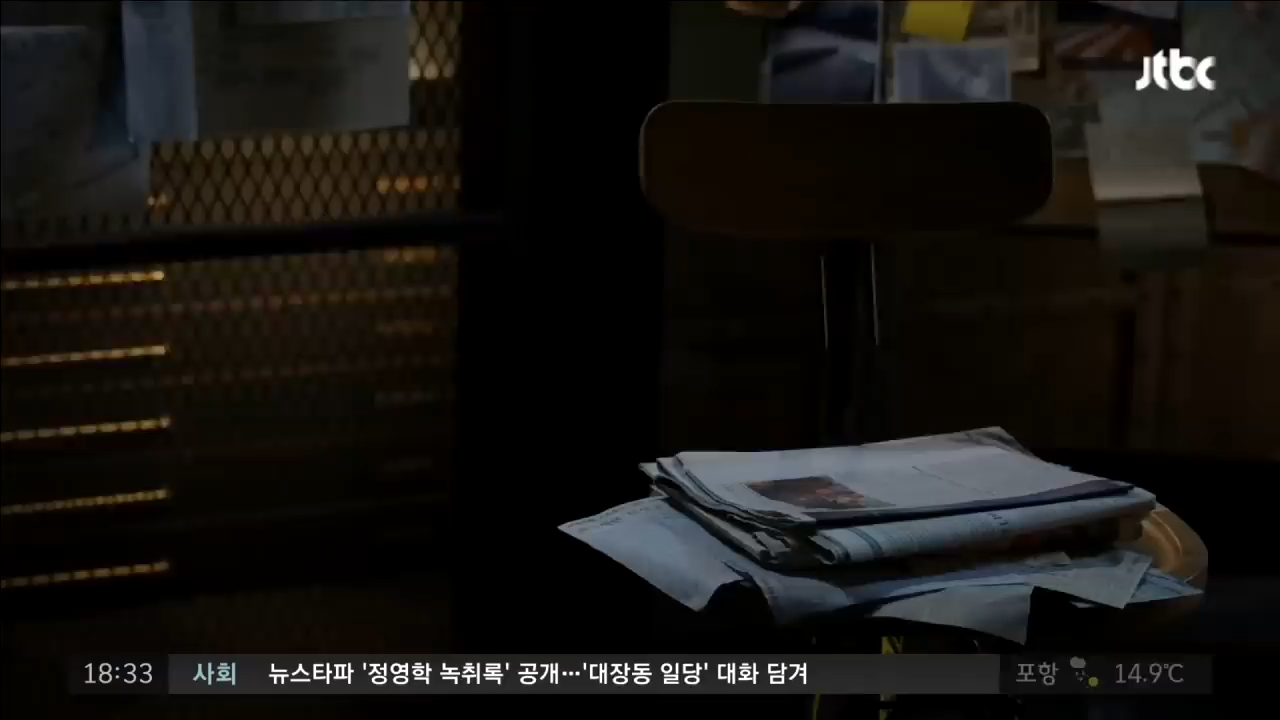 jtbc
18:33 사회 뉴스타파 '정영학 녹취록' 공개…'대장동 일당' 대화 담겨 포항 14.9℃